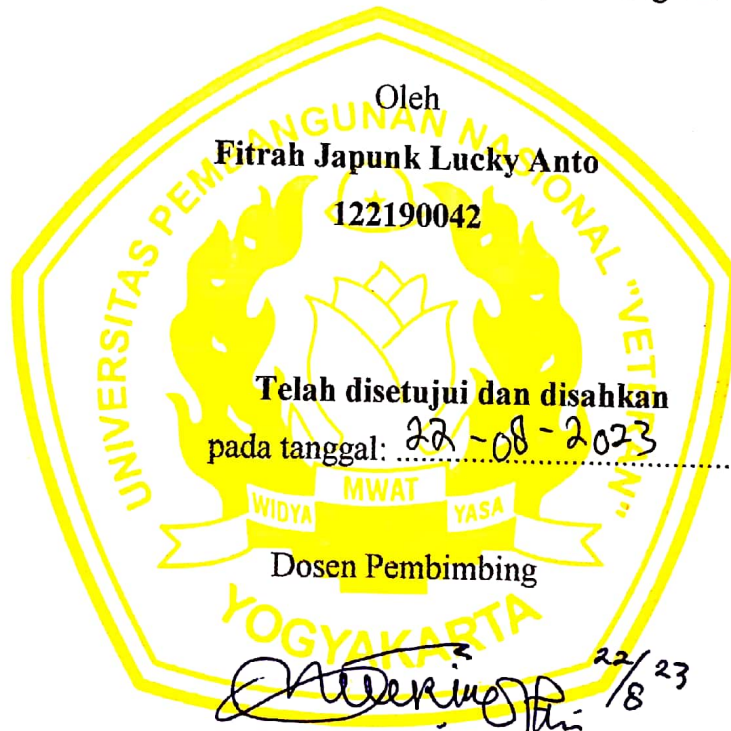 Oleh
Fitrah Japunk Lucky Anto
122190042
UNIVERSITAS PEMBANGUNAN NASIONAL "VETERAN"
Telah disetujui dan disahkan
pada tanggal: 22-08-2023
WIDYA MWAT YASA
Dosen Pembimbing
YOGYAKARTA
22/8 23